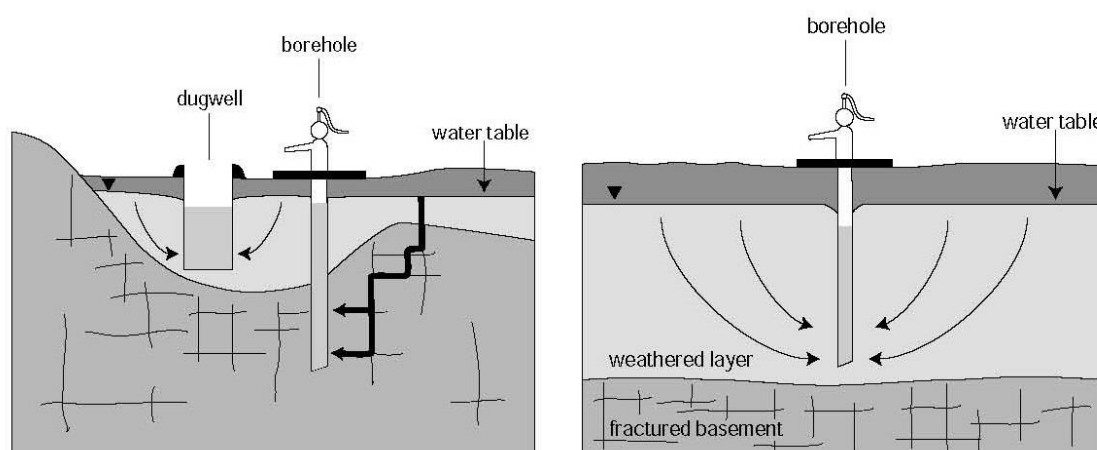 borehole
dugwell
water table
borehole
water table
weathered layer
fractured basement